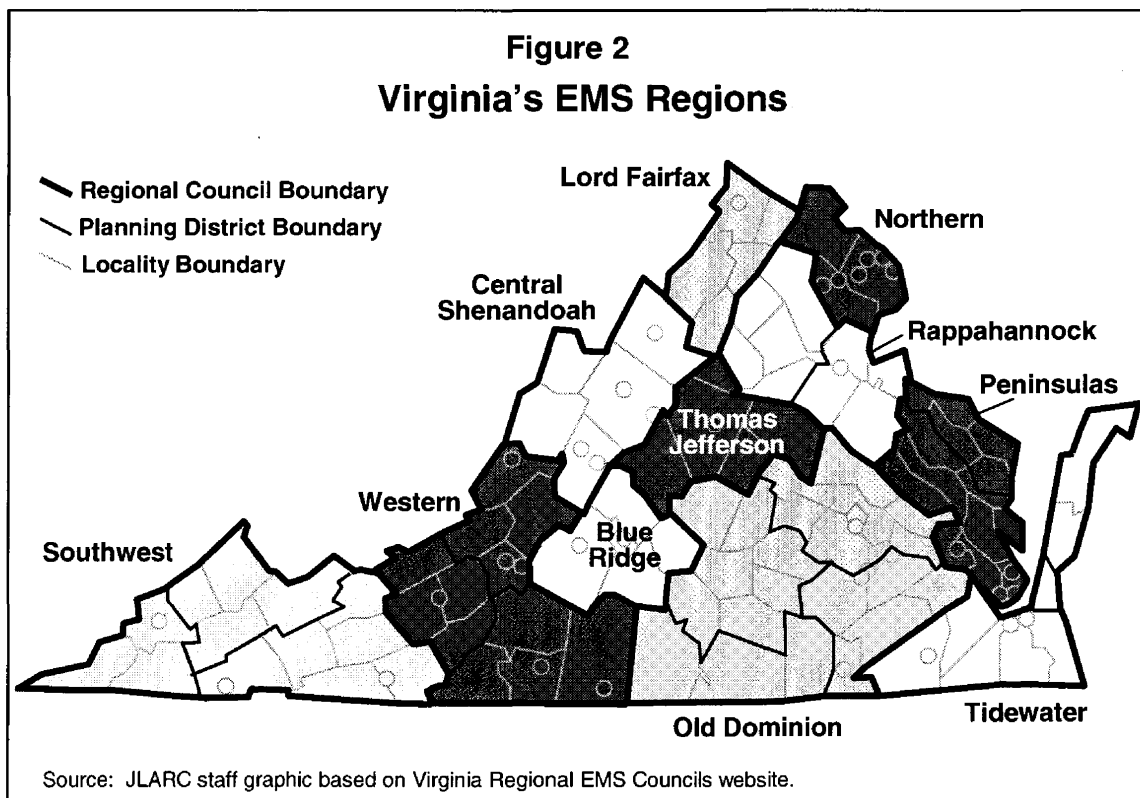 Figure 2
Virginia's EMS Regions
Regional Council Boundary
Planning District Boundary
Locality Boundary
Lord Fairfax
Northern
Central
Shenandoah
Rappahannock
Peninsulas
Thomas
Jefferson
Western
Blue
Ridge
Southwest
Old Dominion
Tidewater
Source: JLARC staff graphic based on Virginia Regional EMS Councils website.